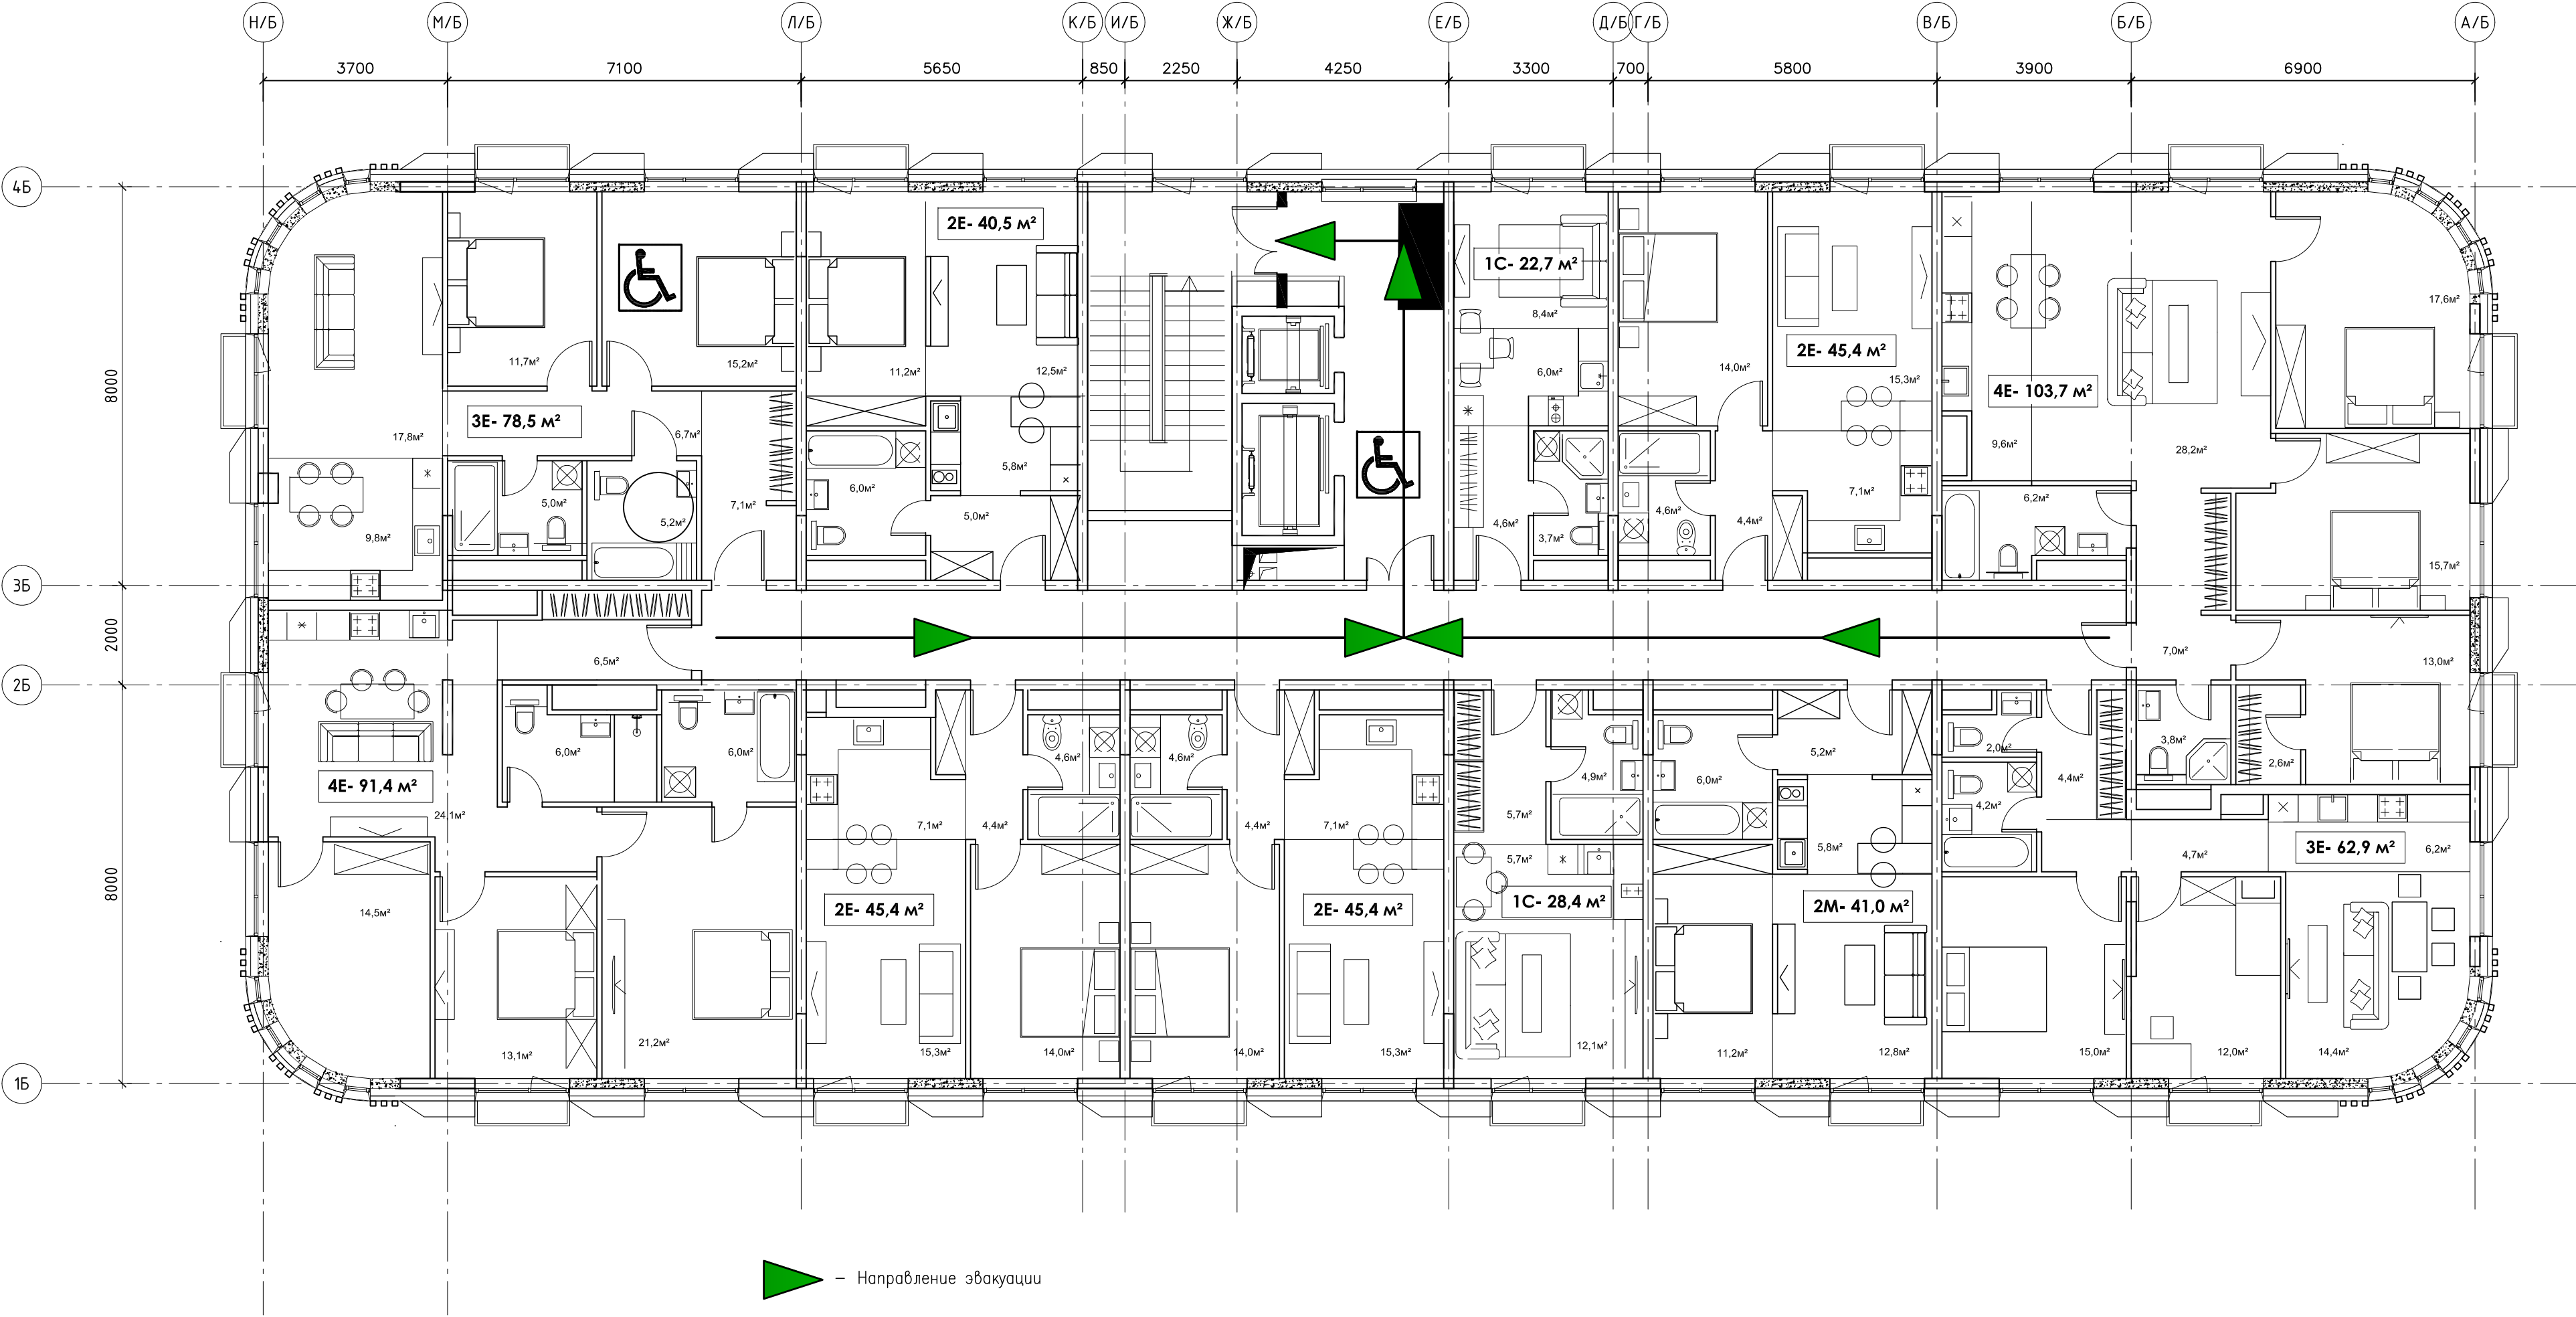 Н/Б М/Б Л/Б К/Б И/Б Ж/Б Е/Б Д/Б Г/Б В/Б Б/Б А/Б
3700 7100 5650 850 2250 4250 3300 700 5800 3900 6900
4Б
3Б
2Б
1Б
8000
2000
8000
3Е- 78,5 м²
17,8м²
9,8м²
11,7м²
15,2м²
6,7м²
5,0м²
5,2м²
7,1м²
2Е- 40,5 м²
11,2м²
12,5м²
6,0м²
5,8м²
5,0м²
1С- 22,7 м²
8,4м²
6,0м²
4,6м²
3,7м²
2Е- 45,4 м²
14,0м²
15,3м²
4,6м²
4,4м²
7,1м²
4Е- 103,7 м²
9,6м²
28,2м²
6,2м²
17,6м²
15,7м²
7,0м²
13,0м²
3,8м²
2,6м²
4Е- 91,4 м²
6,5м²
6,0м²
6,0м²
24,1м²
14,5м²
13,1м²
21,2м²
2Е- 45,4 м²
7,1м²
4,4м²
4,6м²
15,3м²
14,0м²
2Е- 45,4 м²
4,6м²
4,4м²
7,1м²
14,0м²
15,3м²
1С- 28,4 м²
4,9м²
5,7м²
5,7м²
12,1м²
2М- 41,0 м²
6,0м²
5,2м²
5,8м²
11,2м²
12,8м²
3Е- 62,9 м²
2,0м²
4,2м²
4,4м²
4,7м²
6,2м²
15,0м²
12,0м²
14,4м²
– Направление эвакуации